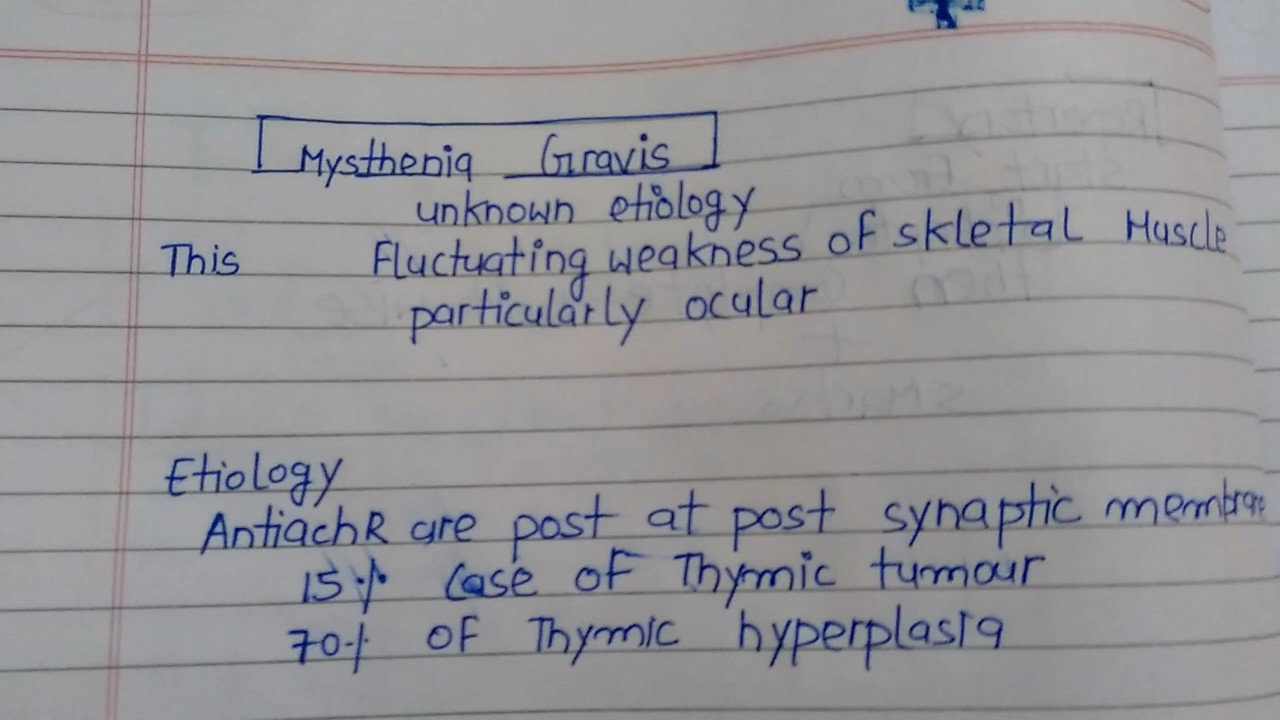 Mysthenia Gravis
unknown etiology
This Fluctuating weakness of skletal Muscle
particularly ocular
Etiology
AntiachR are post at post synaptic membrane
15% Case of Thymic tumour
70% of Thymic hyperplasia